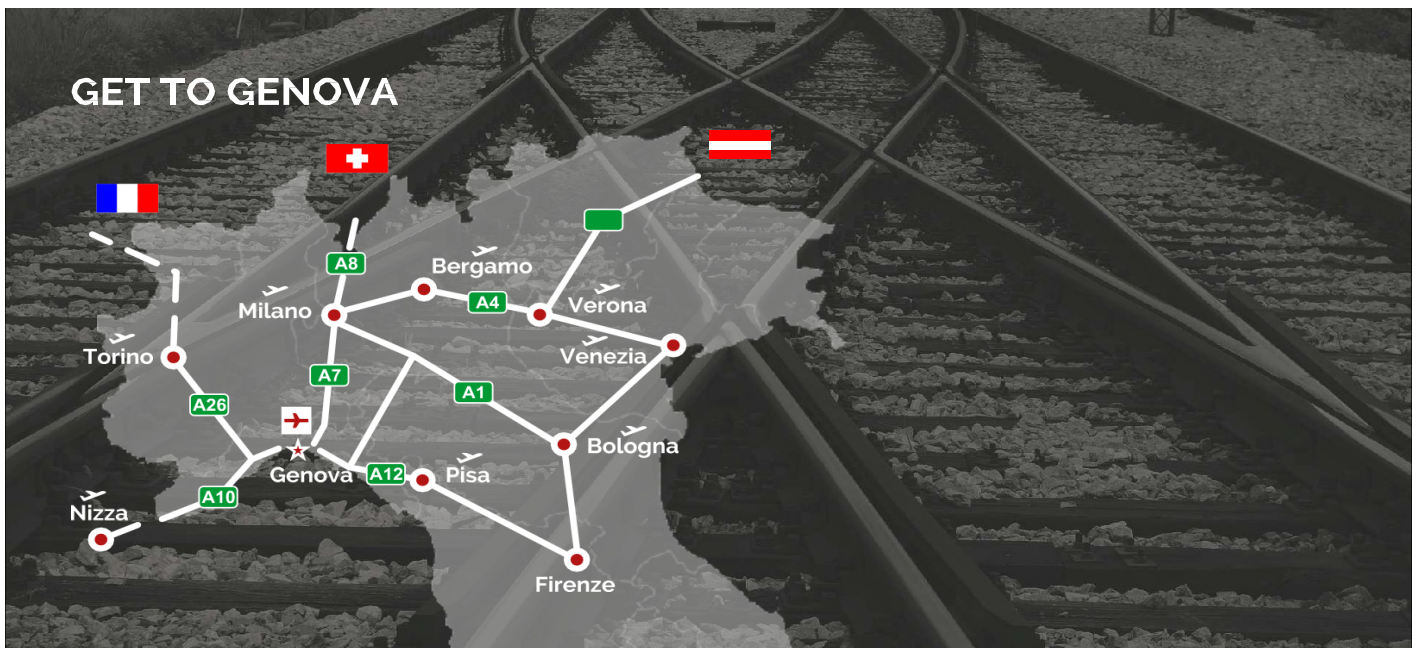 GET TO GENOVA
A8
Bergamo
A4
Milano
Verona
Torino
Venezia
A7
A1
A26
Bologna
Genova
A12
Pisa
A10
Nizza
Firenze